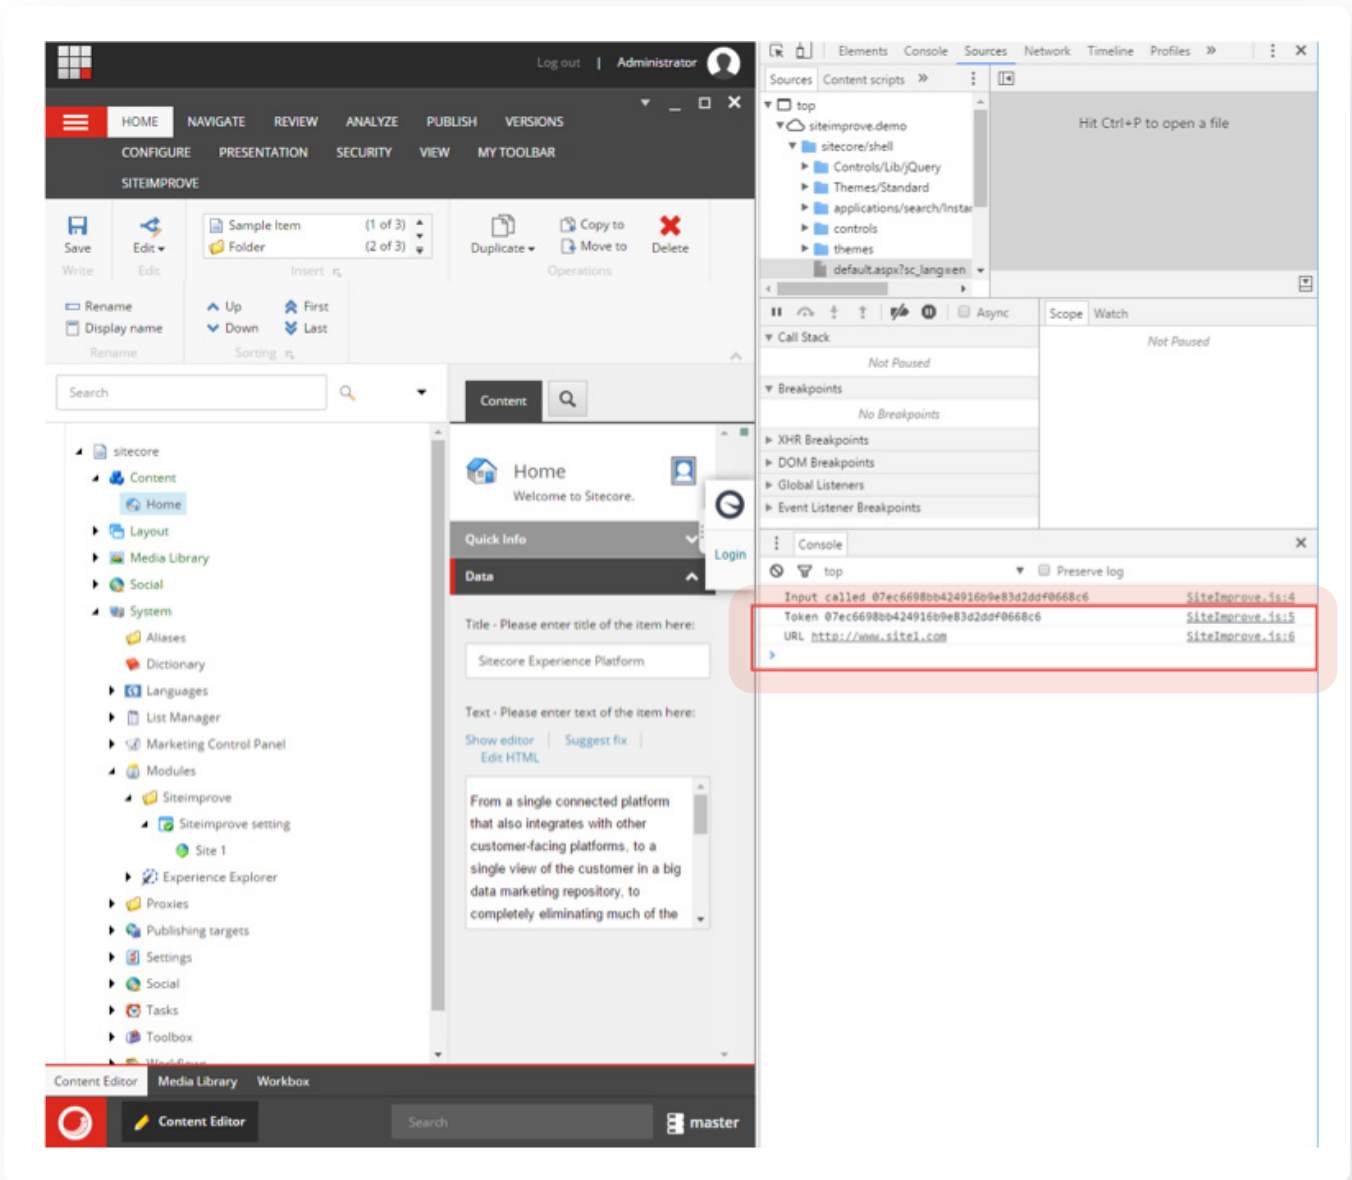 Log out | Administrator
HOME NAVIGATE REVIEW ANALYZE PUBLISH VERSIONS
CONFIGURE PRESENTATION SECURITY VIEW MY TOOLBAR
SITEIMPROVE
Save
Write
Edit
Edit
Sample Item (1 of 3)
Folder (2 of 3)
Insert
Duplicate
Copy to
Move to
Delete
Operations
Rename
Display name
Rename
Up First
Down Last
Sorting
Search
sitecore
Content
Home
Layout
Media Library
Social
System
Aliases
Dictionary
Languages
List Manager
Marketing Control Panel
Modules
Siteimprove
Siteimprove setting
Site 1
Experience Explorer
Proxies
Publishing targets
Settings
Social
Tasks
Toolbox
Workflows
Content
Home
Welcome to Sitecore.
Quick Info
Data
Login
Title - Please enter title of the item here:
Sitecore Experience Platform
Text - Please enter text of the item here:
Show editor | Suggest fix |
Edit HTML
From a single connected platform
that also integrates with other
customer-facing platforms, to a
single view of the customer in a big
data marketing repository, to
completely eliminating much of the
Content Editor Media Library Workbox
Content Editor
Search
master
Elements Console Sources Network Timeline Profiles »
Sources Content scripts »
top
siteimprove.demo
sitecore/shell
Controls/Lib/jQuery
Themes/Standard
applications/search/Instar
controls
themes
default.aspx?sc_lang=en
Hit Ctrl+P to open a file
Async
Scope Watch
Call Stack
Not Paused
Not Paused
Breakpoints
No Breakpoints
XHR Breakpoints
DOM Breakpoints
Global Listeners
Event Listener Breakpoints
Console
top Preserve log
Input called 07ec6698bb424916b9e83d2ddf0668c6 SiteImprove.js:4
Token 07ec6698bb424916b9e83d2ddf0668c6 SiteImprove.js:5
URL http://www.site1.com SiteImprove.js:6